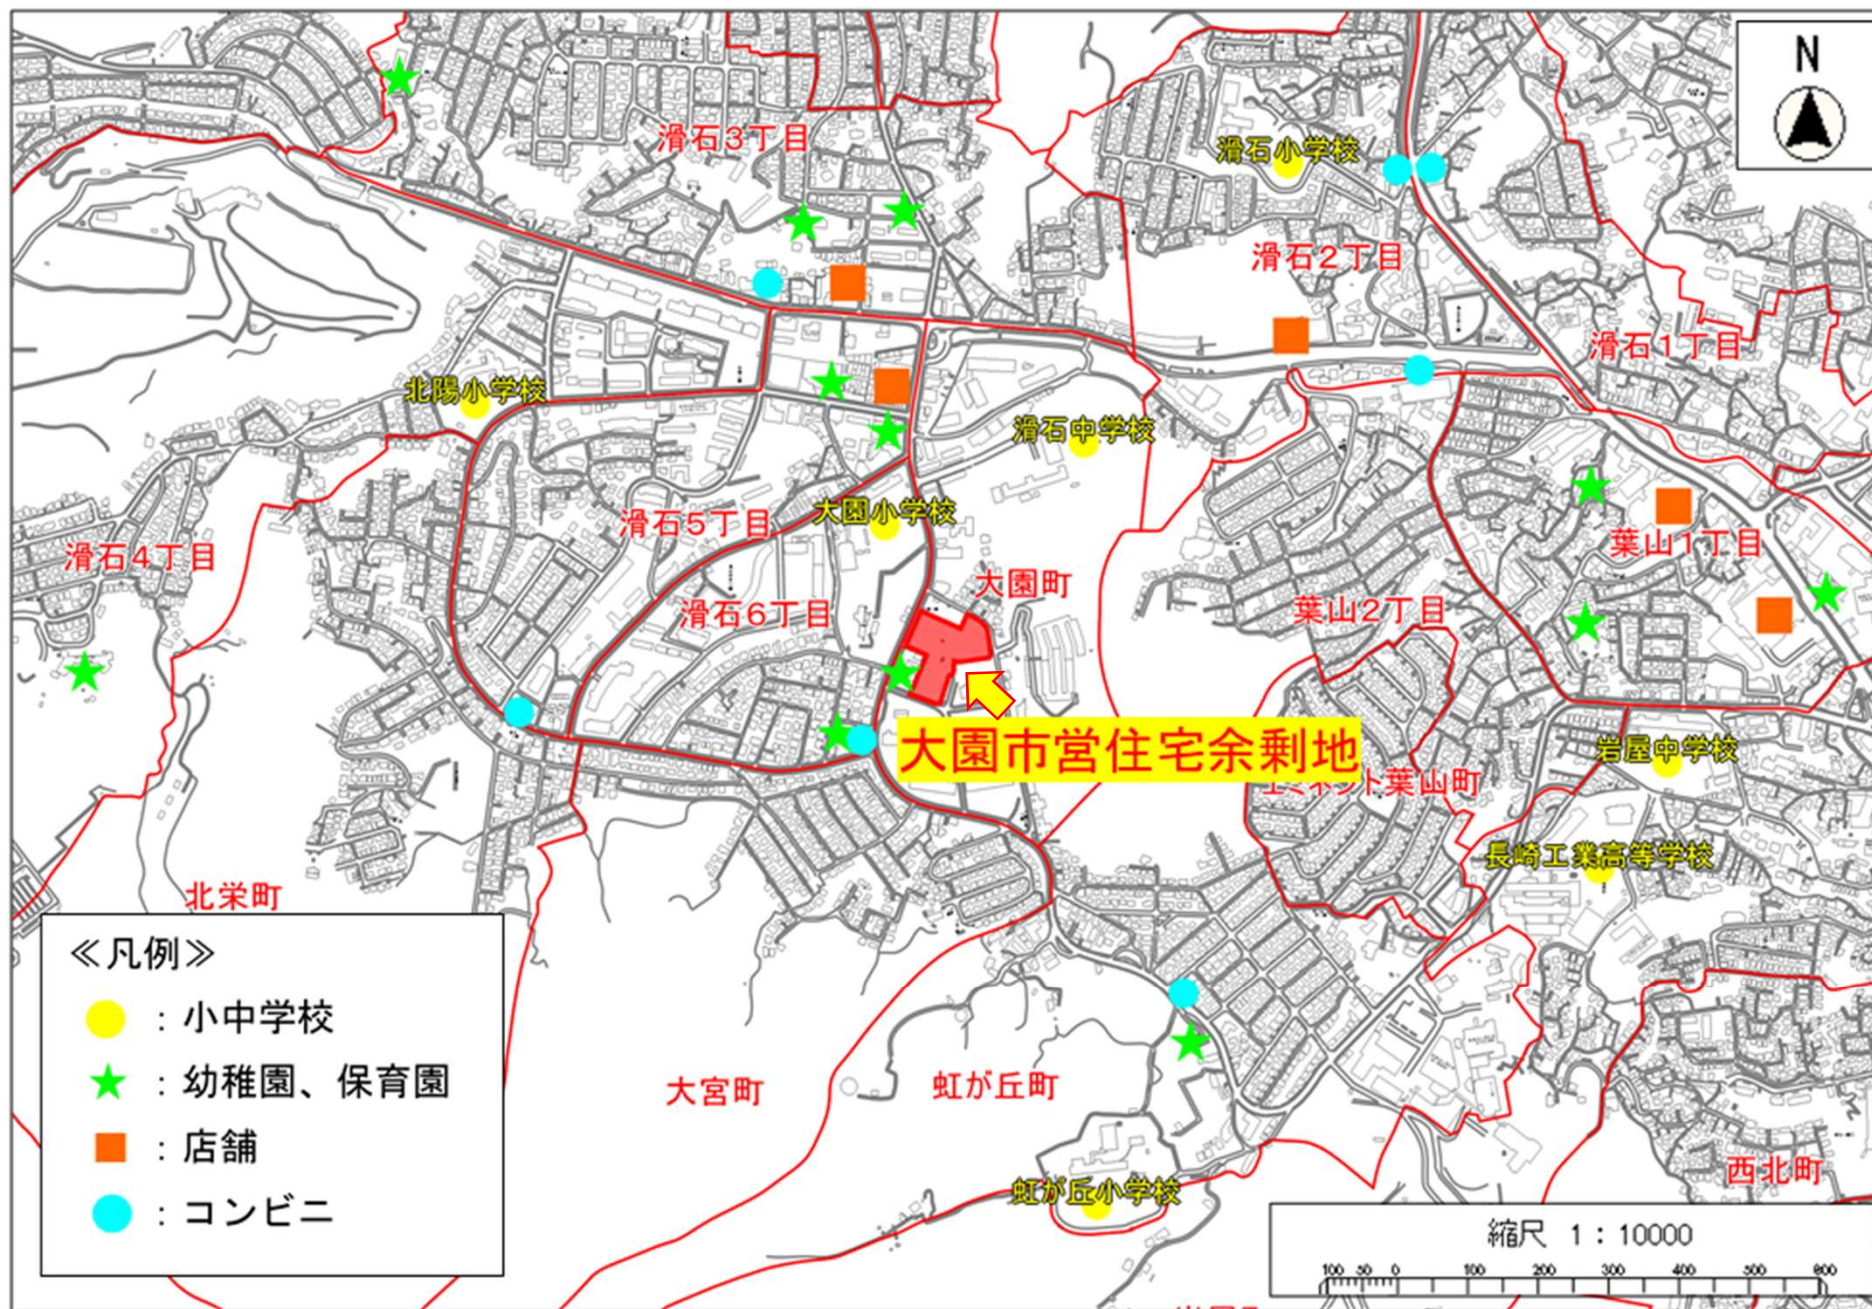 N
滑石3丁目
滑石小学校
滑石2丁目
滑石1丁目
北陽小学校
滑石中学校
大園小学校
滑石5丁目
滑石4丁目
葉山1丁目
大園町
葉山2丁目
滑石6丁目
大園市営住宅余剰地
岩屋中学校
葉山町
長崎工業高等学校
北栄町
≪凡例≫
：小中学校
：幼稚園、保育園
：店舗
：コンビニ
大宮町
虹が丘町
虹が丘小学校
西北町
縮尺 1：10000
100 50 0 100 200 300 400 500 600